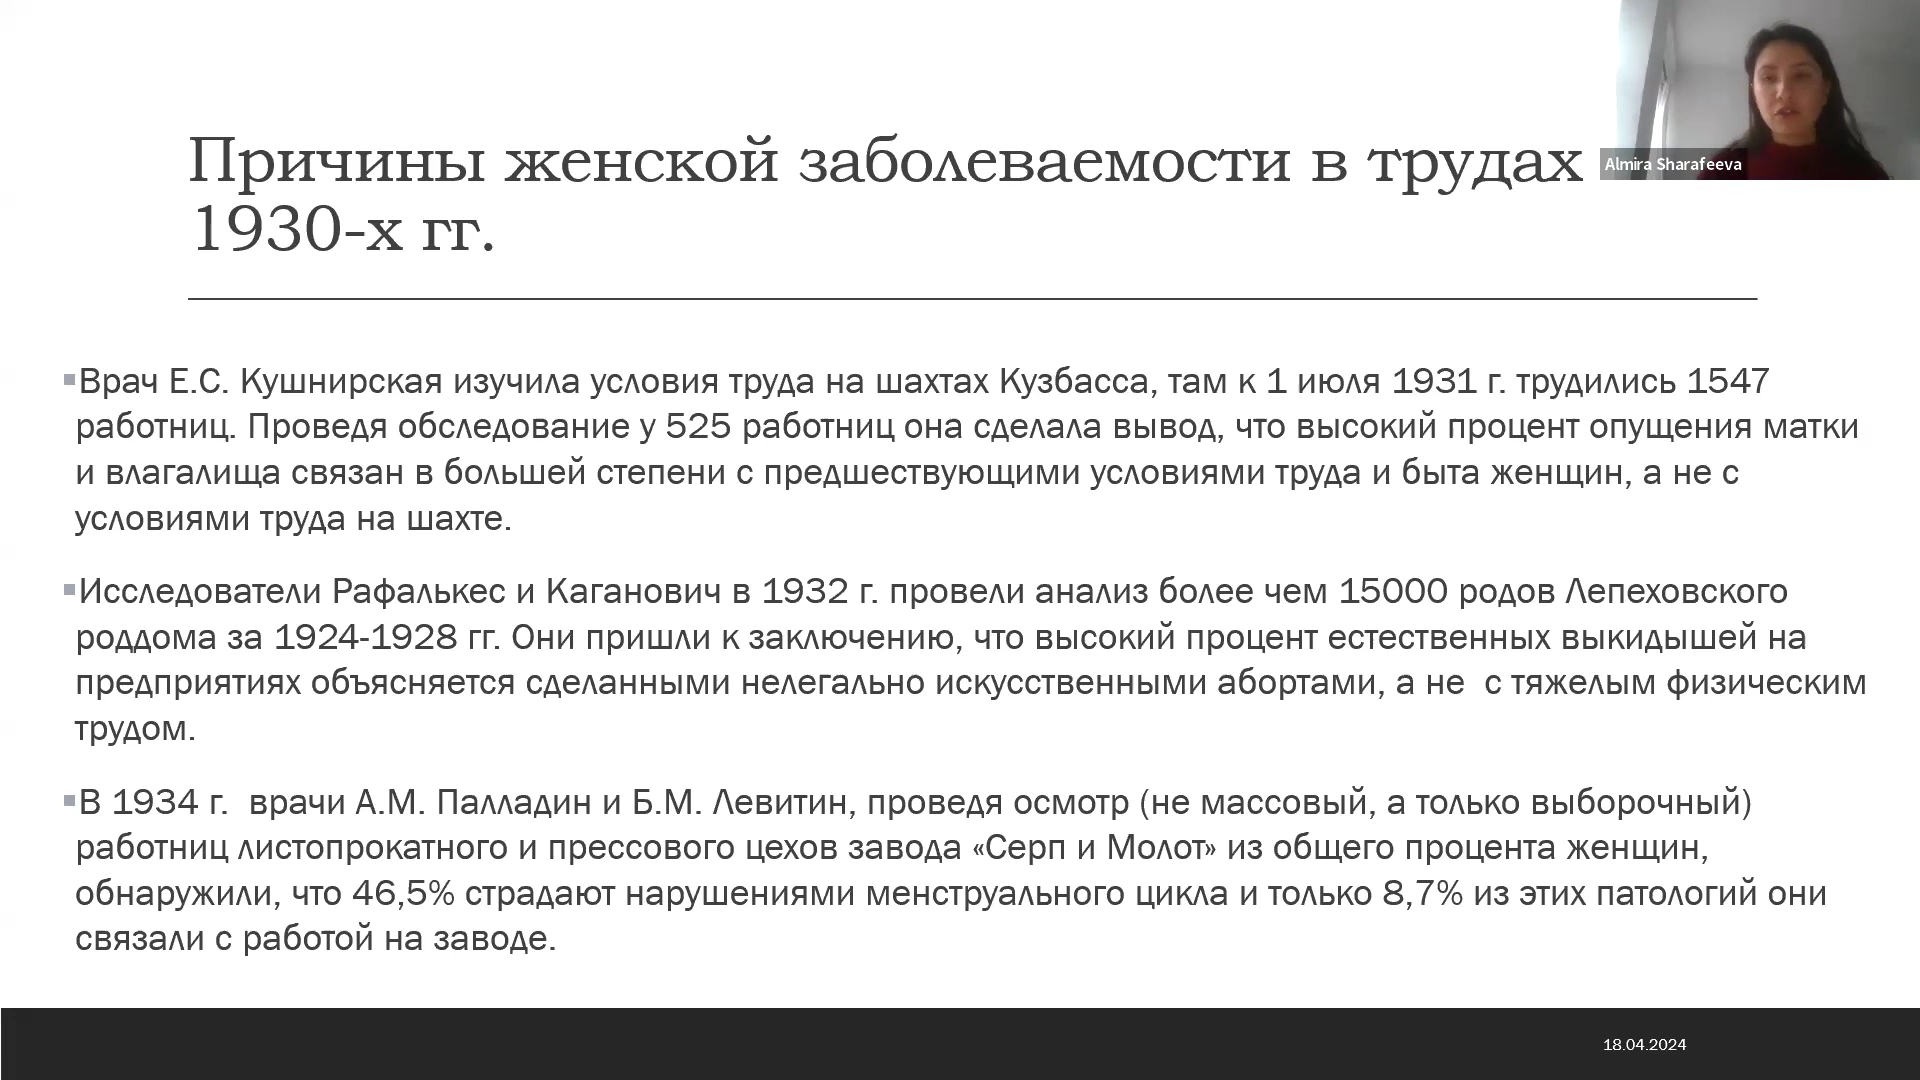 Причины женской заболеваемости в трудах
1930-х гг.
Almira Sharafeeva
Врач Е.С. Кушнирская изучила условия труда на шахтах Кузбасса, там к 1 июля 1931 г. трудились 1547
работниц. Проведя обследование у 525 работниц она сделала вывод, что высокий процент опущения матки
и влагалища связан в большей степени с предшествующими условиями труда и быта женщин, а не с
условиями труда на шахте.
Исследователи Рафалькес и Каганович в 1932 г. провели анализ более чем 15000 родов Лепеховского
роддома за 1924-1928 гг. Они пришли к заключению, что высокий процент естественных выкидышей на
предприятиях объясняется сделанными нелегально искусственными абортами, а не  с тяжелым физическим
трудом.
В 1934 г.  врачи А.М. Палладин и Б.М. Левитин, проведя осмотр (не массовый, а только выборочный)
работниц листопрокатного и прессового цехов завода «Серп и Молот» из общего процента женщин,
обнаружили, что 46,5% страдают нарушениями менструального цикла и только 8,7% из этих патологий они
связали с работой на заводе.
18.04.2024